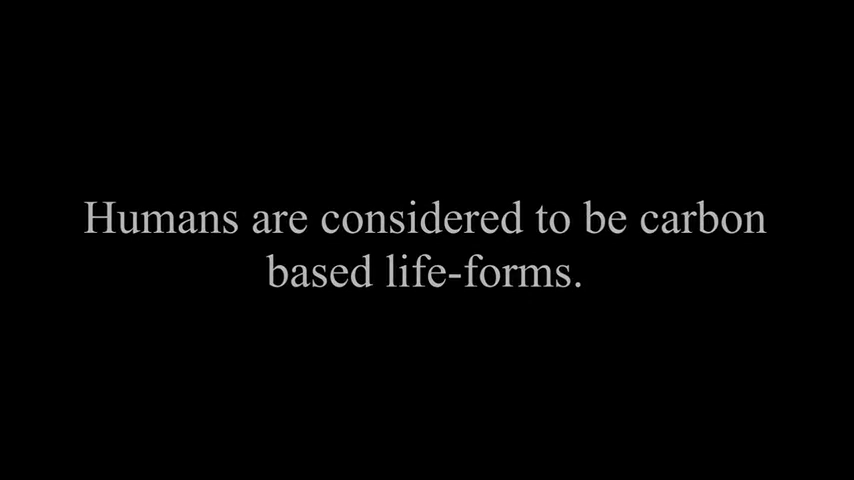 Humans are considered to be carbon
based life-forms.